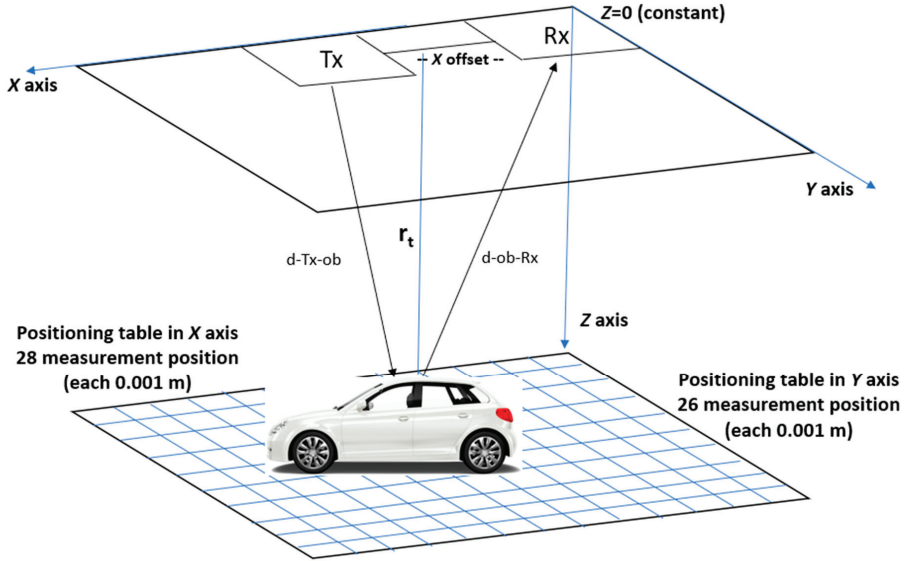 Z=0 (constant)
Tx
Rx
-- X offset --
X axis
Y axis
rt
d-Tx-ob
d-ob-Rx
Z axis
Positioning table in X axis
28 measurement position
(each 0.001 m)
Positioning table in Y axis
26 measurement position
(each 0.001 m)